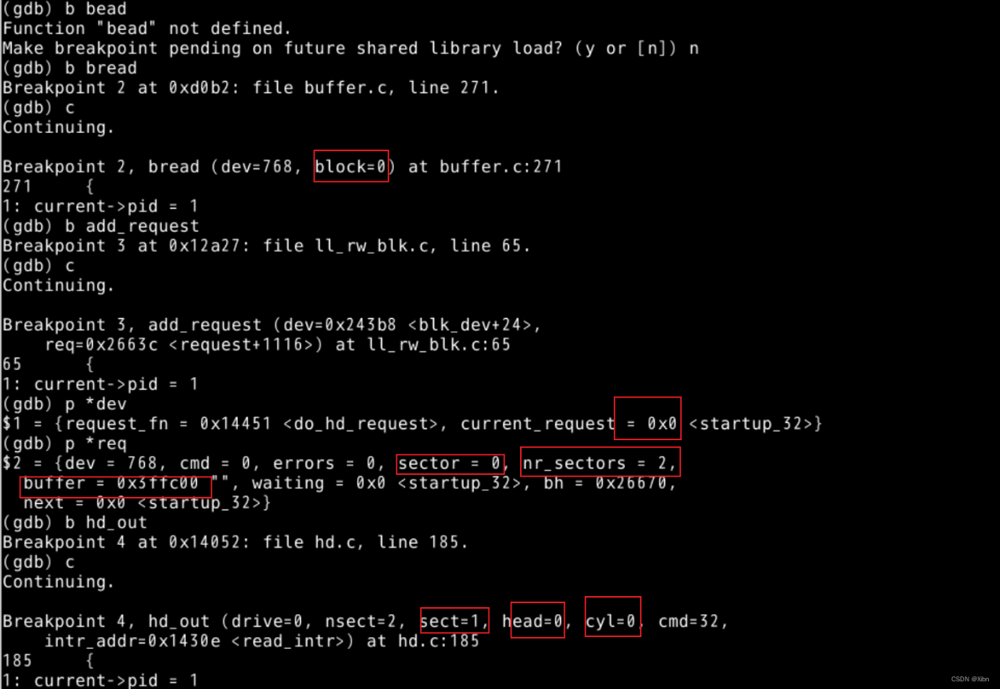 (gdb) b bead
Function "bead" not defined.
Make breakpoint pending on future shared library load? (y or [n]) n
(gdb) b bread
Breakpoint 2 at 0xd0b2: file buffer.c, line 271.
(gdb) c
Continuing.
Breakpoint 2, bread (dev=768, block=0) at buffer.c:271
271 {
1: current->pid = 1
(gdb) b add_request
Breakpoint 3 at 0x12a27: file ll_rw_blk.c, line 65.
(gdb) c
Continuing.
Breakpoint 3, add_request (dev=0x243b8 <blk_dev+24>,
req=0x2663c <request+1116>) at ll_rw_blk.c:65
65 {
1: current->pid = 1
(gdb) p *dev
$1 = {request_fn = 0x14451 <do_hd_request>, current_request = 0x0 <startup_32>}
(gdb) p *req
$2 = {dev = 768, cmd = 0, errors = 0, sector = 0, nr_sectors = 2,
buffer = 0x3ffc00 "", waiting = 0x0 <startup_32>, bh = 0x26670,
next = 0x0 <startup_32>}
(gdb) b hd_out
Breakpoint 4 at 0x14052: file hd.c, line 185.
(gdb) c
Continuing.
Breakpoint 4, hd_out (drive=0, nsect=2, sect=1, head=0, cyl=0, cmd=32,
intr_addr=0x1430e <read_intr>) at hd.c:185
185 {
1: current->pid = 1
CSDN @Xibn